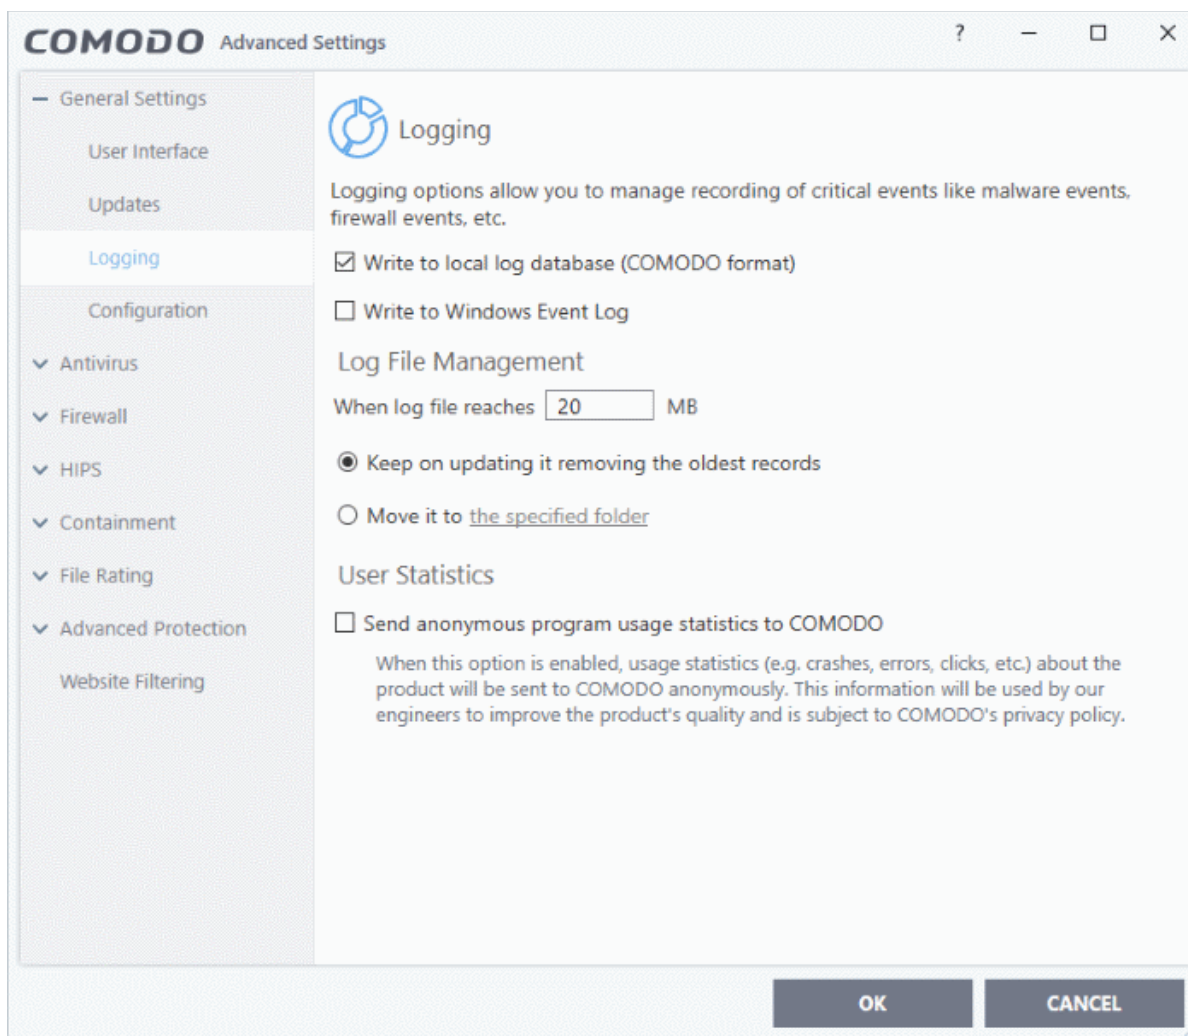 COMODO Advanced Settings
?
General Settings
User Interface
Updates
Logging
Configuration
Antivirus
Firewall
HIPS
Containment
File Rating
Advanced Protection
Website Filtering
Logging
Logging options allow you to manage recording of critical events like malware events,
firewall events, etc.
Write to local log database (COMODO format)
Write to Windows Event Log
Log File Management
When log file reaches 20 MB
Keep on updating it removing the oldest records
Move it to the specified folder
User Statistics
Send anonymous program usage statistics to COMODO
When this option is enabled, usage statistics (e.g. crashes, errors, clicks, etc.) about the
product will be sent to COMODO anonymously. This information will be used by our
engineers to improve the product's quality and is subject to COMODO's privacy policy.
OK
CANCEL